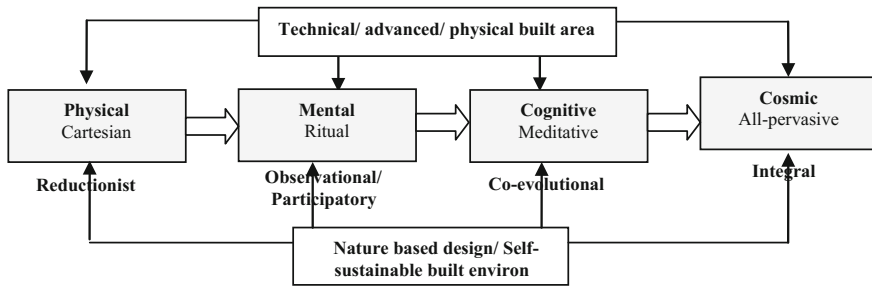 Technical/ advanced/ physical built area
Physical
Cartesian
Mental
Ritual
Cognitive
Meditative
Cosmic
All-pervasive
Reductionist
Observational/
Participatory
Co-evolutional
Integral
Nature based design/ Self-
sustainable built environ